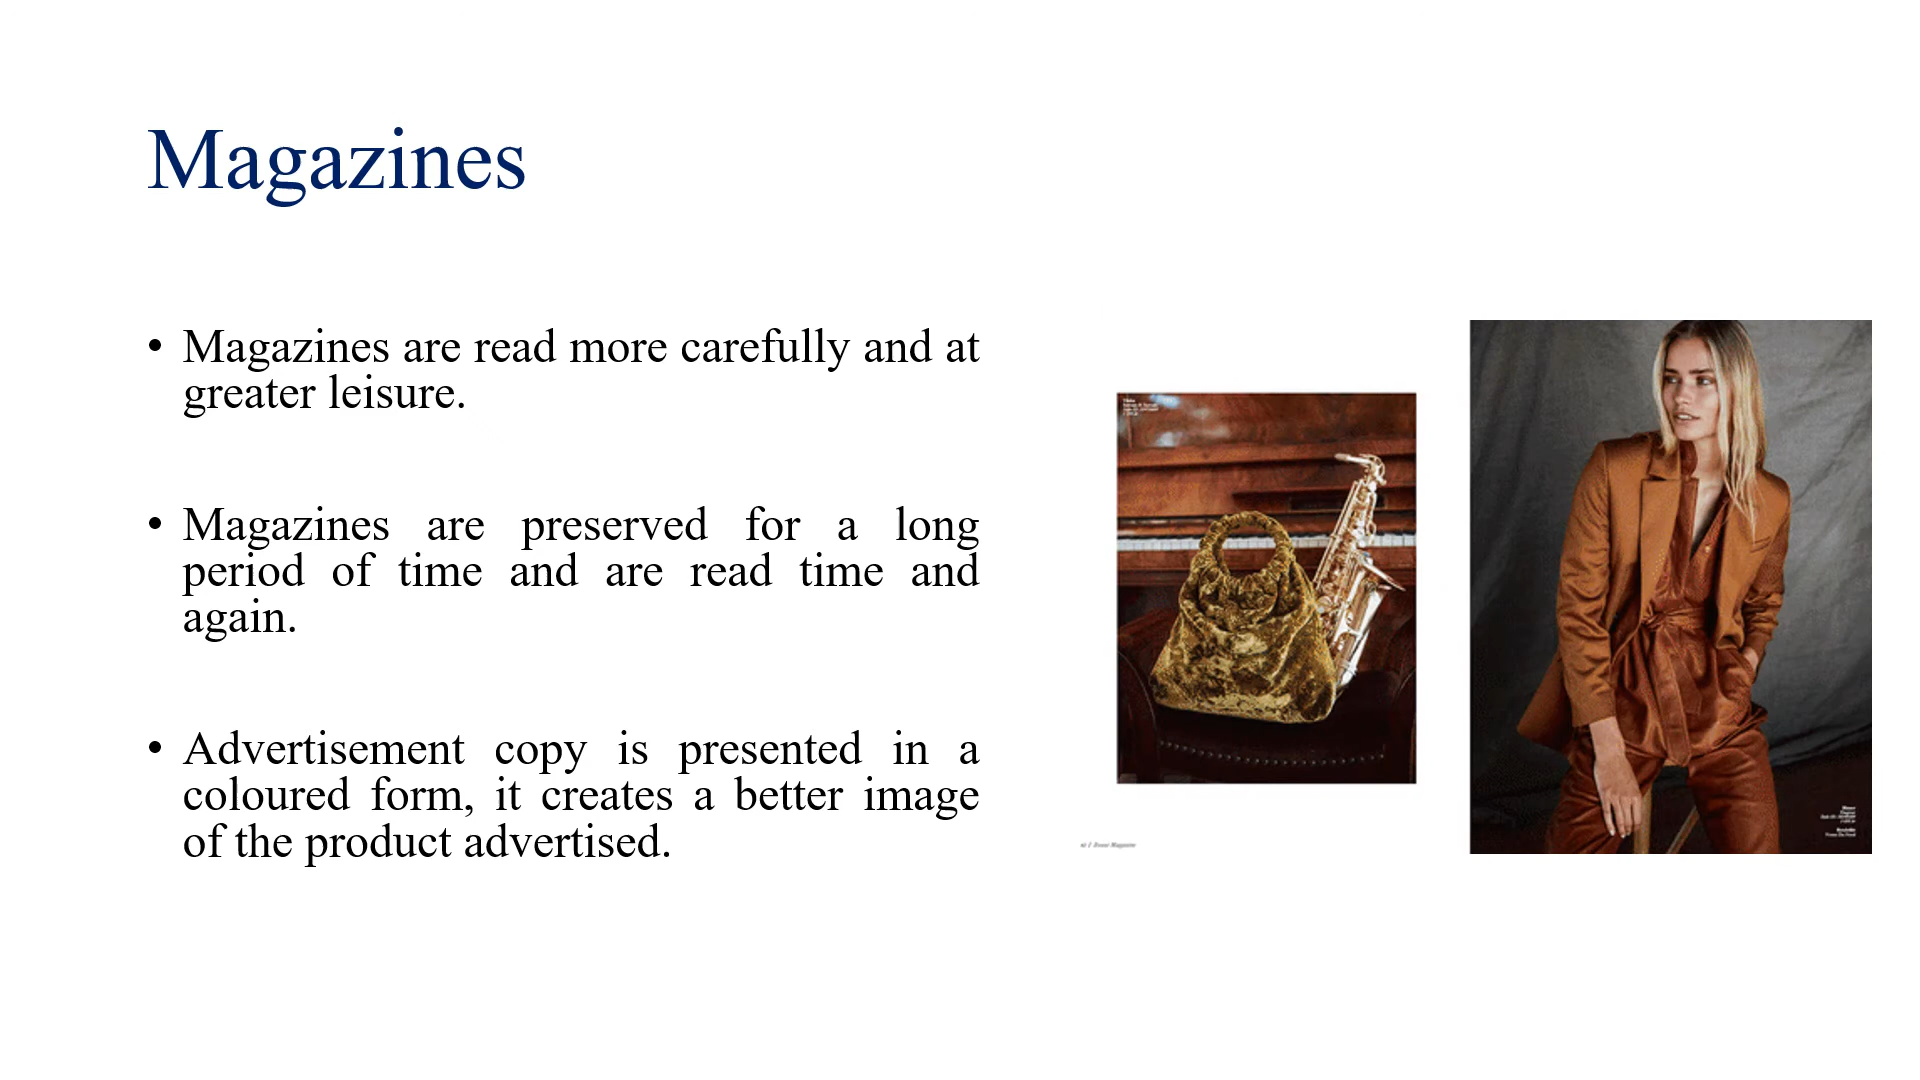 Magazines
• Magazines are read more carefully and at
greater leisure.
• Magazines are preserved for a long
period of time and are read time and
again.
• Advertisement copy is presented in a
coloured form, it creates a better image
of the product advertised.